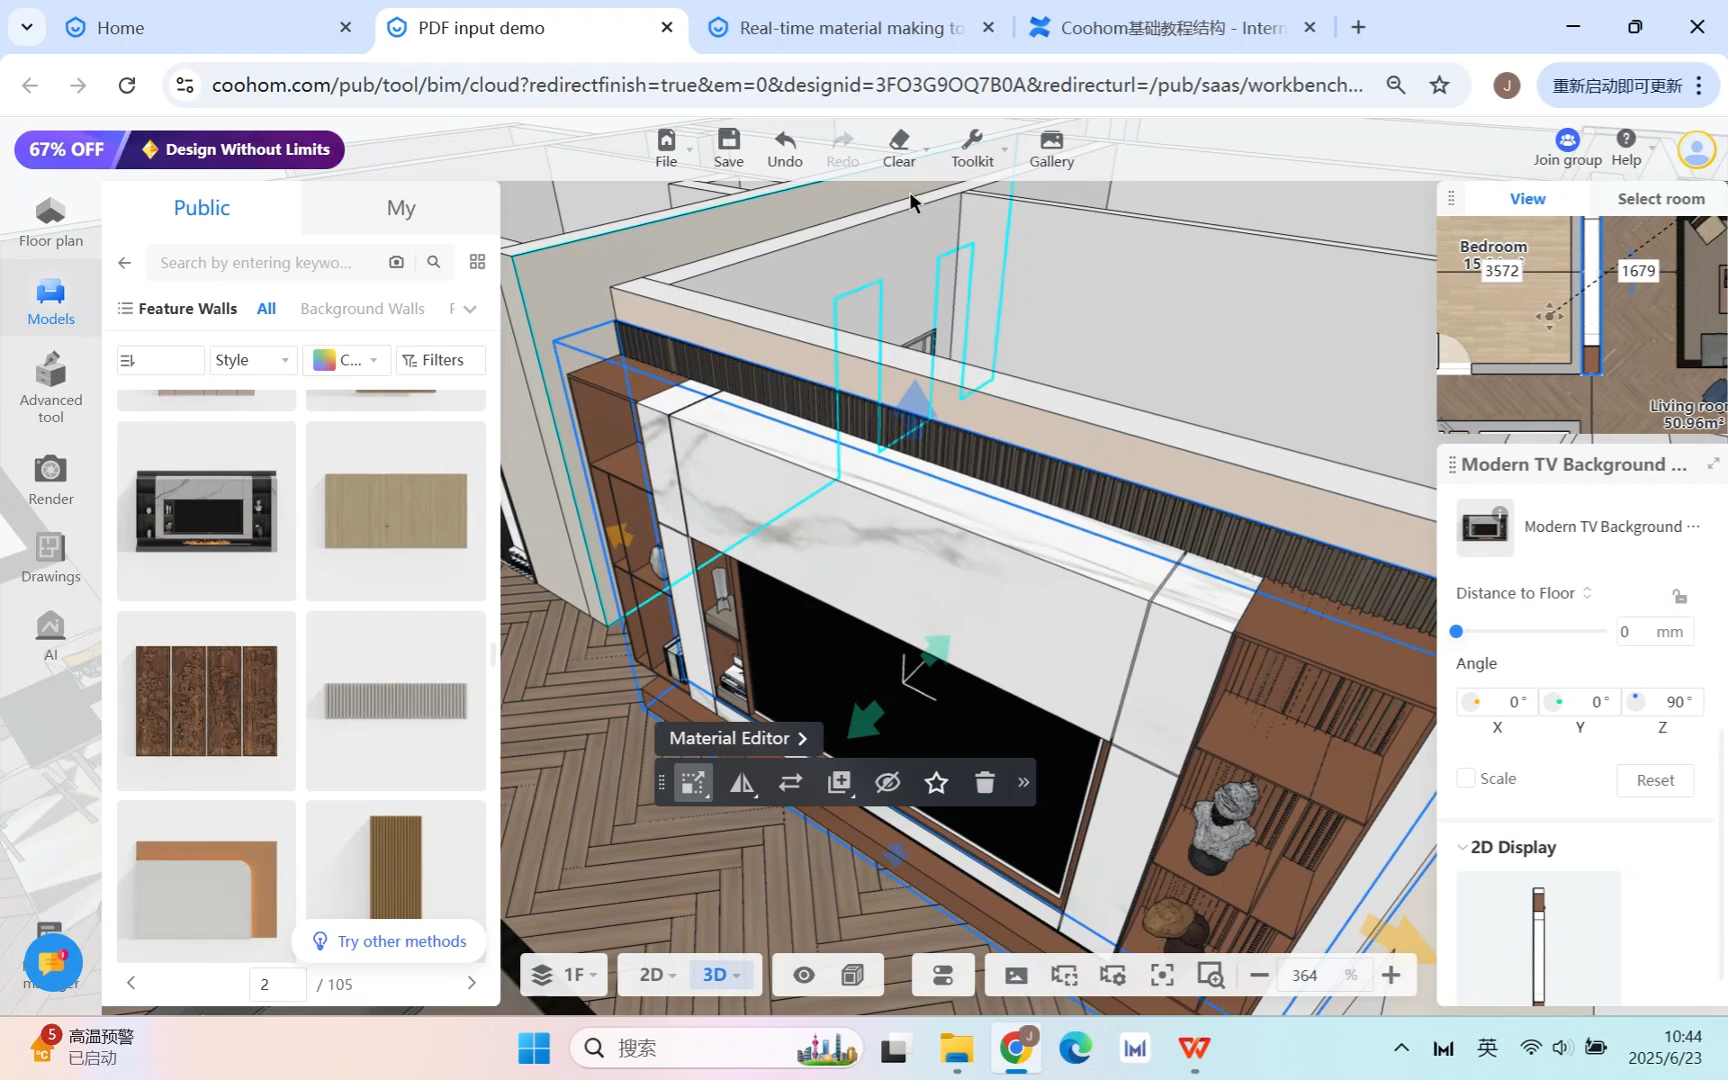 Home
PDF input demo
Real-time material making to
Coohom基础教程结构 - Intern
coohom.com/pub/tool/bim/cloud?redirectfinish=true&em=0&designid=3FO3G9OQ7B0A&redirecturl=/pub/saas/workbench...
J
重新启动即可更新
67% OFF
Design Without Limits
File
Save
Undo
Redo
Clear
Toolkit
Gallery
Join group
Help
Floor plan
Models
Advanced
tool
Render
Drawings
AI
Public
My
Search by entering keywo...
Feature Walls
All
Background Walls
Style
C...
Filters
Try other methods
2
/ 105
Material Editor
1F
2D
3D
364
%
View
Select room
Bedroom
3572
1679
Living roo
50.96m²
Modern TV Background ...
Modern TV Background ...
Distance to Floor
0 mm
Angle
0°
0°
90°
X
Y
Z
Scale
Reset
2D Display
5
高温预警
已启动
搜索
J
英
10:44
2025/6/23